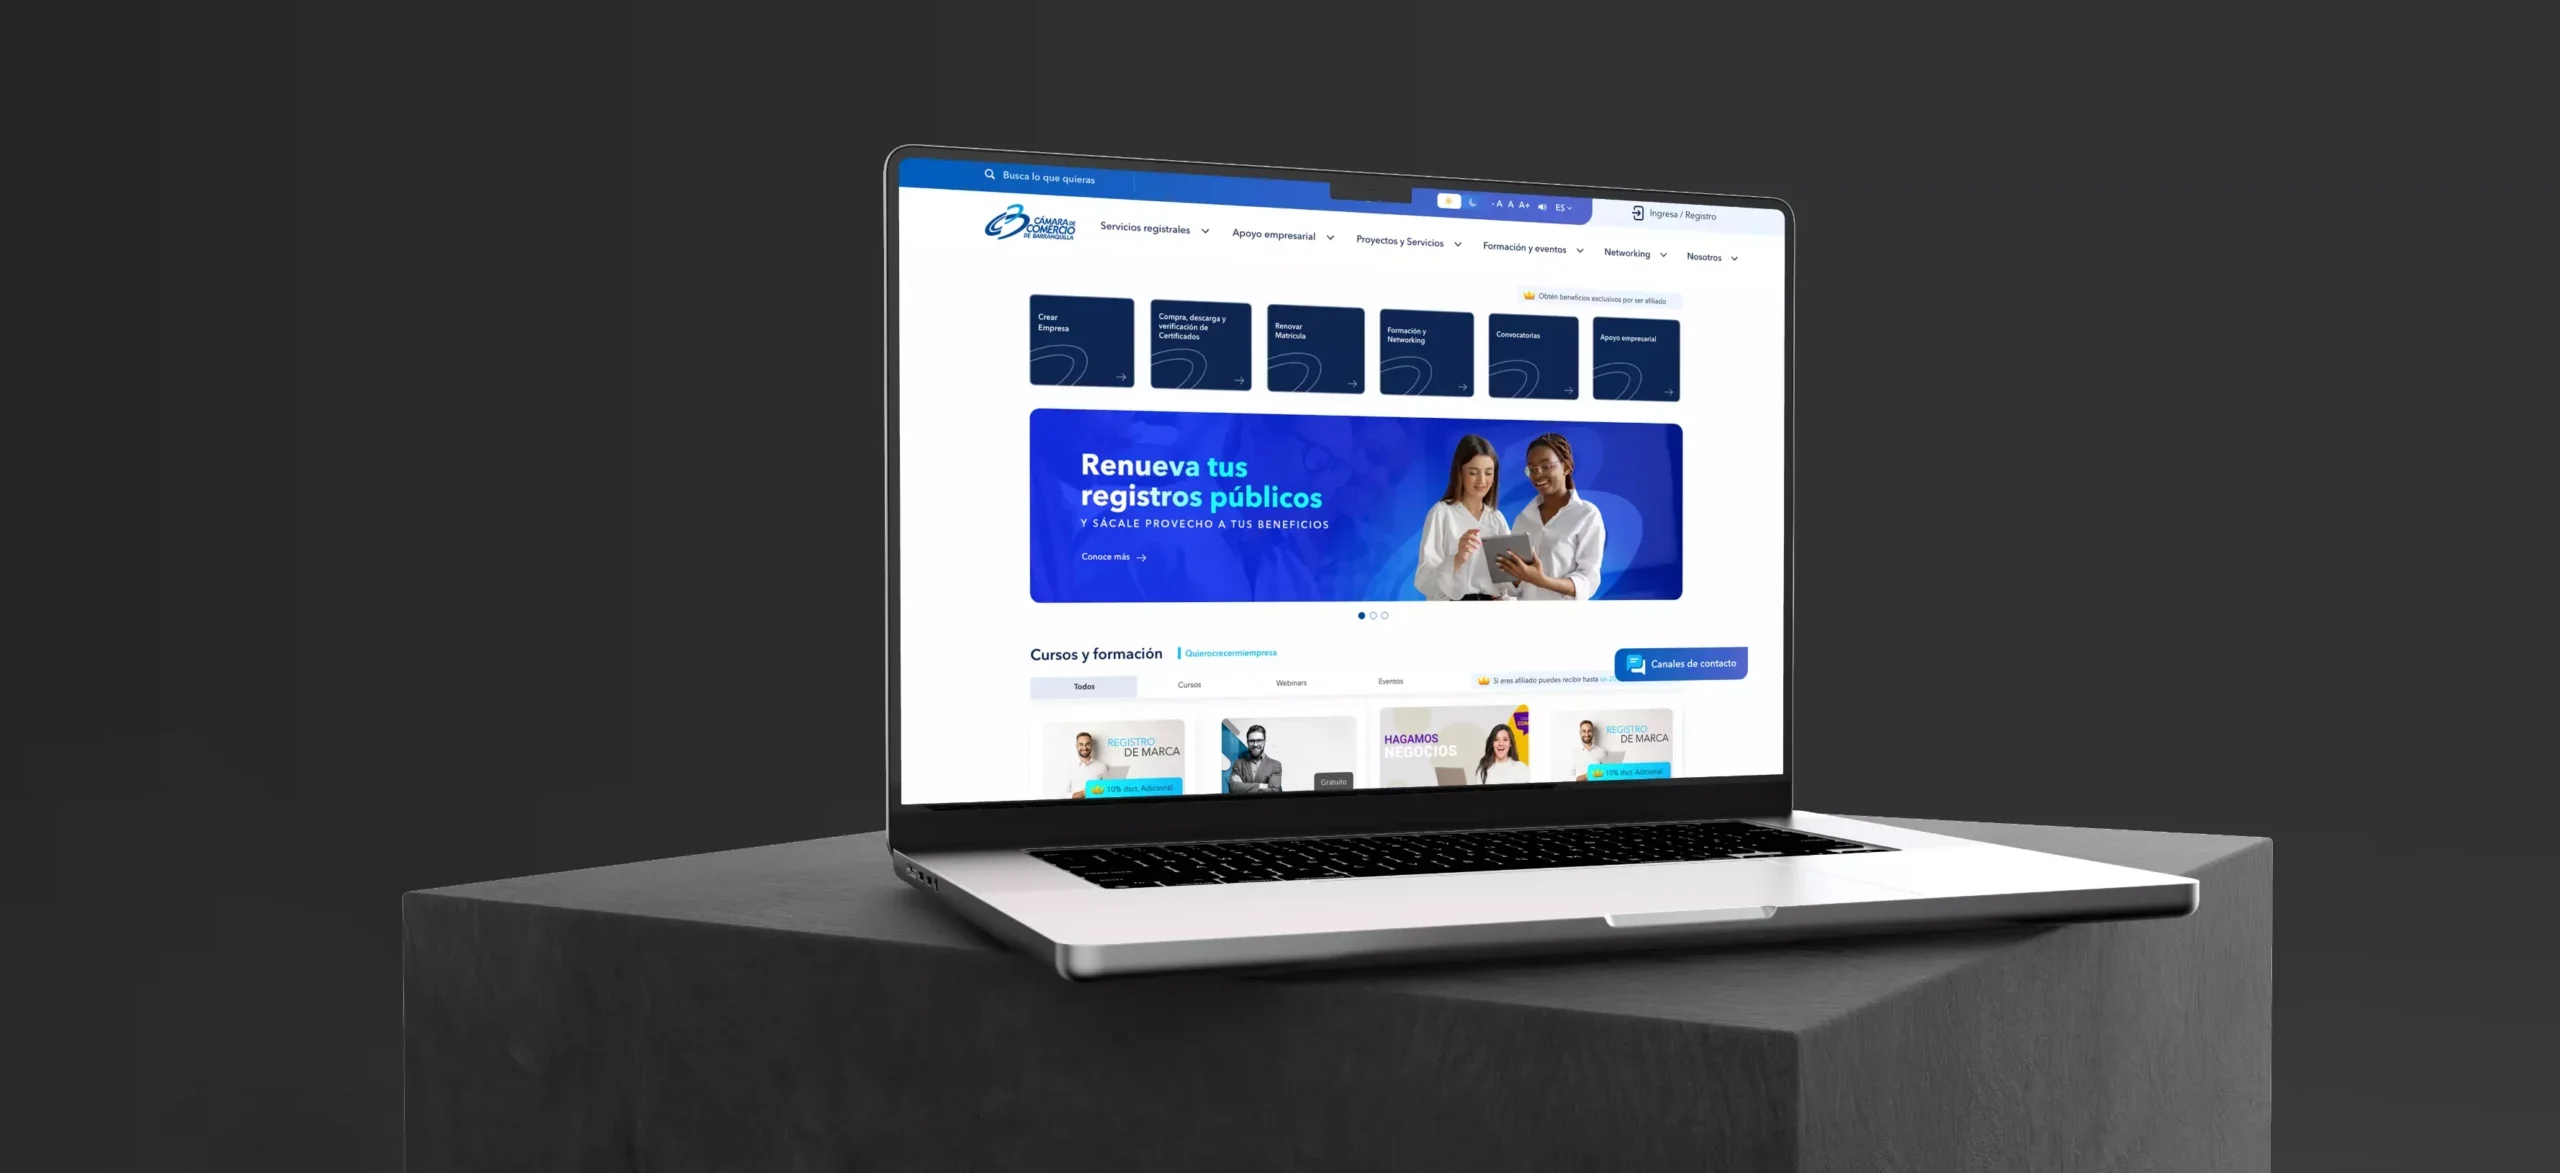 Busca lo que quieras
- A A A+ ES
Ingresa / Registro
CÁMARA DE
COMERCIO
DE BARRANQUILLA
Servicios registrales
Apoyo empresarial
Proyectos y Servicios
Formación y eventos
Networking
Nosotros
Obtén beneficios exclusivos por ser afiliado
Crear
Empresa
Compra, descarga y
verificación de
Certificados
Renovar
Matrícula
Formación y
Networking
Convocatorias
Apoyo empresarial
Renueva tus
registros públicos
Y SÁCALE PROVECHO A TUS BENEFICIOS
Conoce más
Cursos y formación
Quierocrecermiempresa
Canales de contacto
Todos
Cursos
Webinars
Eventos
Si eres afiliado puedes recibir hasta un
REGISTRO
DE MARCA
10% dsct. Adicional
Gratuito
HAGAMOS
NEGOCIOS
REGISTRO
DE MARCA
10% dsct. Adicional